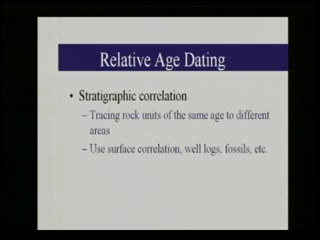 Relative Age Dating
• Stratigraphic correlation
– Tracing rock units of the same age to different
areas
– Use surface correlation, well logs, fossils, etc.